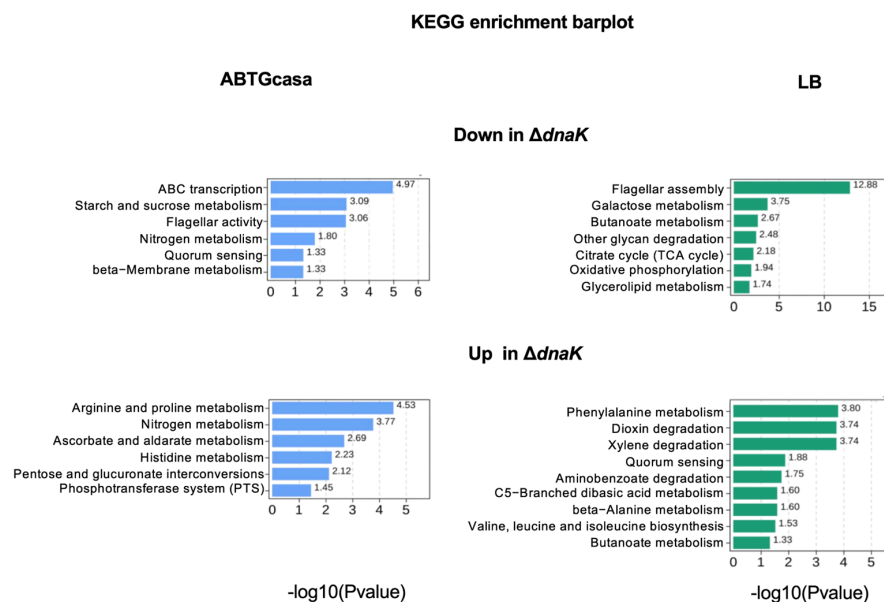 KEGG enrichment barplot
ABTGcasa
LB
Down in ΔdnaK
ABC transcription 4.97
Starch and sucrose metabolism 3.09
Flagellar activity 3.06
Nitrogen metabolism 1.80
Quorum sensing 1.33
beta−Membrane metabolism 1.33
0 1 2 3 4 5 6
Flagellar assembly 12.88
Galactose metabolism 3.75
Butanoate metabolism 2.67
Other glycan degradation 2.48
Citrate cycle (TCA cycle) 2.18
Oxidative phosphorylation 1.94
Glycerolipid metabolism 1.74
0 5 10 15
Up in ΔdnaK
Arginine and proline metabolism 4.53
Nitrogen metabolism 3.77
Ascorbate and aldarate metabolism 2.69
Histidine metabolism 2.23
Pentose and glucuronate interconversions 2.12
Phosphotransferase system (PTS) 1.45
0 1 2 3 4 5
-log10(Pvalue)
Phenylalanine metabolism 3.80
Dioxin degradation 3.74
Xylene degradation 3.74
Quorum sensing 1.88
Aminobenzoate degradation 1.75
C5−Branched dibasic acid metabolism 1.60
beta−Alanine metabolism 1.60
Valine, leucine and isoleucine biosynthesis 1.53
Butanoate metabolism 1.33
0 1 2 3 4 5
-log10(Pvalue)